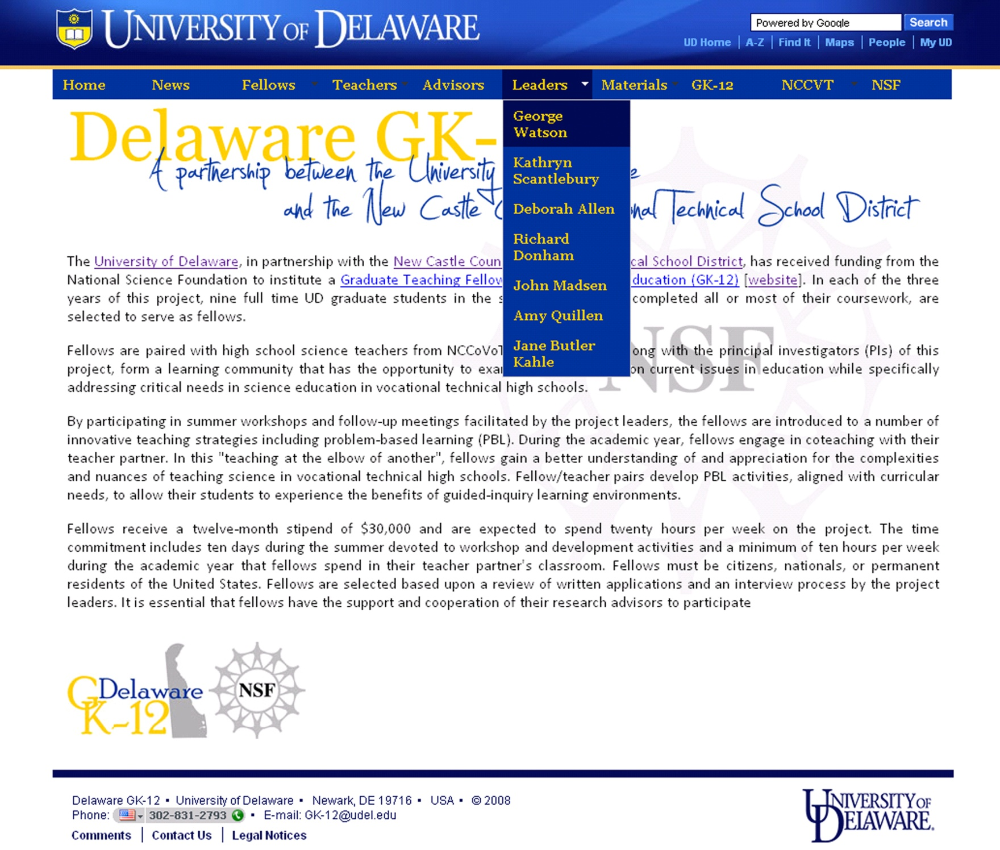 UNIVERSITY OF DELAWARE
Powered by Google Search
UD Home | A-Z | Find It | Maps | People | My UD
Home News Fellows Teachers Advisors Leaders Materials GK-12 NCCVT NSF
George
Watson
Kathryn
Scantlebury
Deborah Allen
Richard
Donham
John Madsen
Amy Quillen
Jane Butler
Kahle
Delaware GK-
A partnership between the University
and the New Castle Technical School District
The University of Delaware, in partnership with the New Castle Coun cal School District, has received funding from the
National Science Foundation to institute a Graduate Teaching Fellow ducation (GK-12) [website]. In each of the three
years of this project, nine full time UD graduate students in the s completed all or most of their coursework, are
selected to serve as fellows.
NSF
Fellows are paired with high school science teachers from NCCoVoT ong with the principal investigators (PIs) of this
project, form a learning community that has the opportunity to exa on current issues in education while specifically
addressing critical needs in science education in vocational technical high schools.
By participating in summer workshops and follow-up meetings facilitated by the project leaders, the fellows are introduced to a number of
innovative teaching strategies including problem-based learning (PBL). During the academic year, fellows engage in coteaching with their
teacher partner. In this "teaching at the elbow of another", fellows gain a better understanding of and appreciation for the complexities
and nuances of teaching science in vocational technical high schools. Fellow/teacher pairs develop PBL activities, aligned with curricular
needs, to allow their students to experience the benefits of guided-inquiry learning environments.
Fellows receive a twelve-month stipend of $30,000 and are expected to spend twenty hours per week on the project. The time
commitment includes ten days during the summer devoted to workshop and development activities and a minimum of ten hours per week
during the academic year that fellows spend in their teacher partner's classroom. Fellows must be citizens, nationals, or permanent
residents of the United States. Fellows are selected based upon a review of written applications and an interview process by the project
leaders. It is essential that fellows have the support and cooperation of their research advisors to participate
Delaware
GK-12
NSF
Delaware GK-12 ▪ University of Delaware ▪ Newark, DE 19716 ▪ USA ▪ © 2008
Phone: 302-831-2793 ▪ E-mail: GK-12@udel.edu
Comments | Contact Us | Legal Notices
UNIVERSITY OF
DELAWARE.